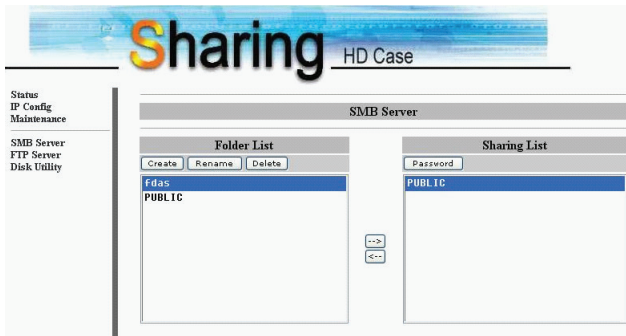 Sharing HD Case
Status
IP Config
Maintenance
SMB Server
FTP Server
Disk Utility
SMB Server
Folder List
Create Rename Delete
fdas
PUBLIC
-->
<--
Sharing List
Password
PUBLIC